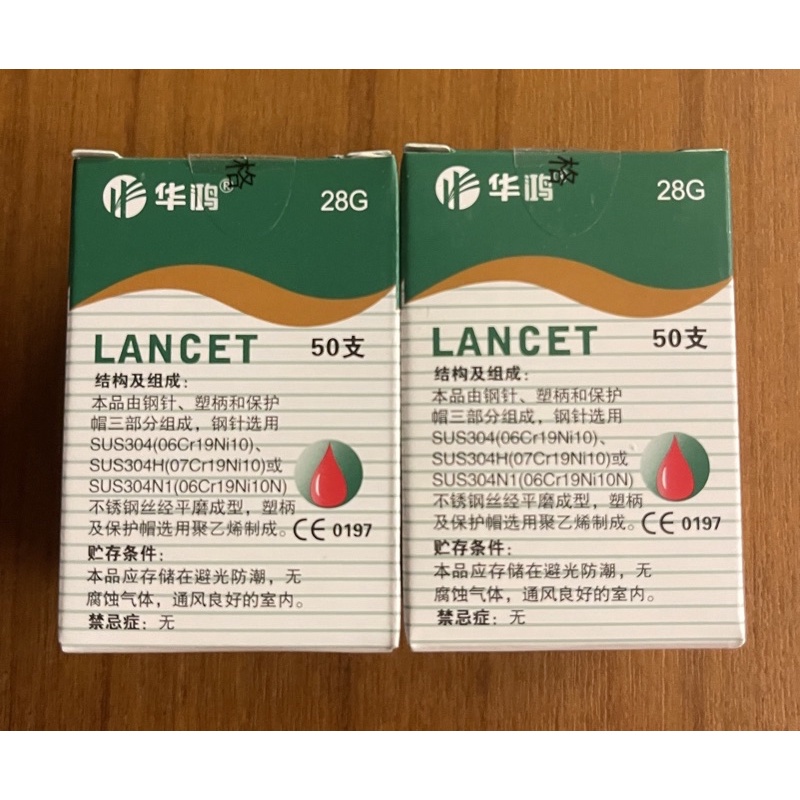 格
华鸿®
28G
LANCET 50支
结构及组成：
本品由钢针、塑柄和保护
帽三部分组成，钢针选用
SUS304(06Cr19Ni10)、
SUS304H(07Cr19Ni10)或
SUS304N1(06Cr19Ni10N)
不锈钢丝经平磨成型，塑柄
及保护帽选用聚乙烯制成。
CE 0197
贮存条件：
本品应存储在避光防潮，无
腐蚀气体，通风良好的室内。
禁忌症：无
格
华鸿
28G
LANCET 50支
结构及组成：
本品由钢针、塑柄和保护
帽三部分组成，钢针选用
SUS304(06Cr19Ni10)、
SUS304H(07Cr19Ni10)或
SUS304N1(06Cr19Ni10N)
不锈钢丝经平磨成型，塑柄
及保护帽选用聚乙烯制成。
CE 0197
贮存条件：
本品应存储在避光防潮，无
腐蚀气体，通风良好的室内。
禁忌症：无